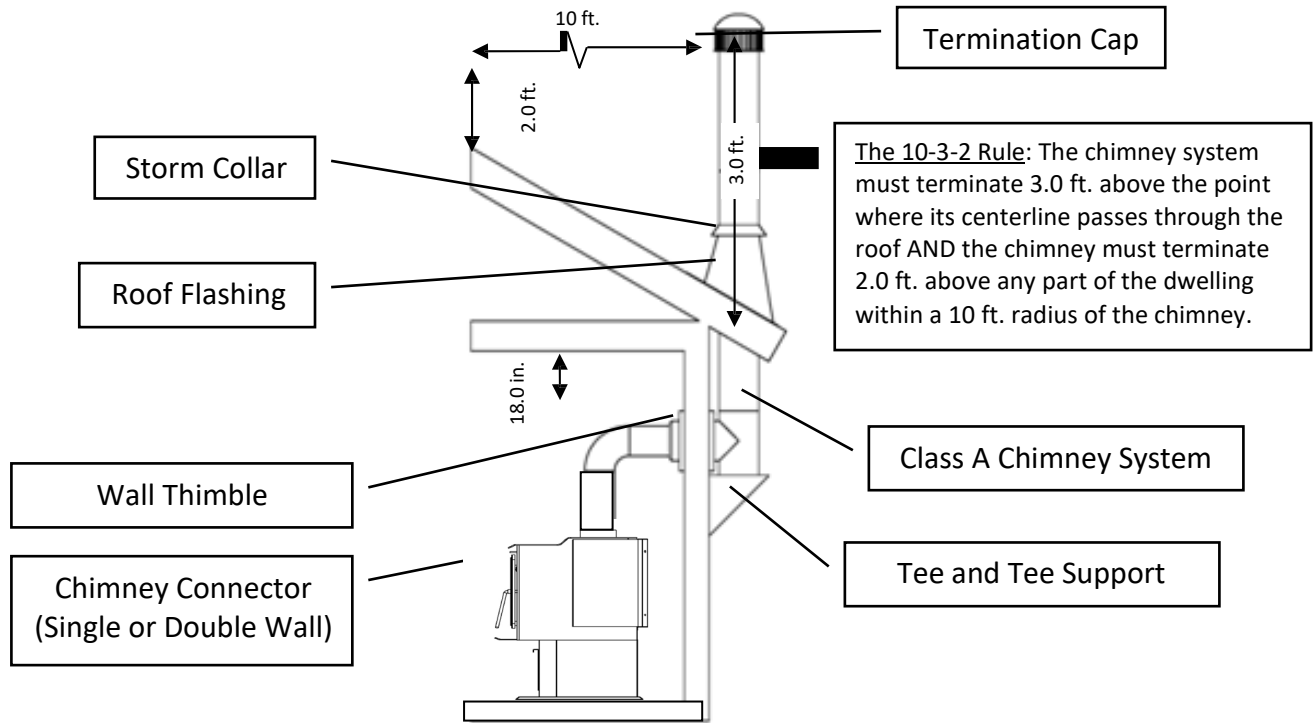 10 ft.
Termination Cap
2.0 ft.
Storm Collar
3.0 ft.
The 10-3-2 Rule: The chimney system
must terminate 3.0 ft. above the point
where its centerline passes through the
roof AND the chimney must terminate
2.0 ft. above any part of the dwelling
within a 10 ft. radius of the chimney.
Roof Flashing
18.0 in.
Class A Chimney System
Wall Thimble
Tee and Tee Support
Chimney Connector
(Single or Double Wall)